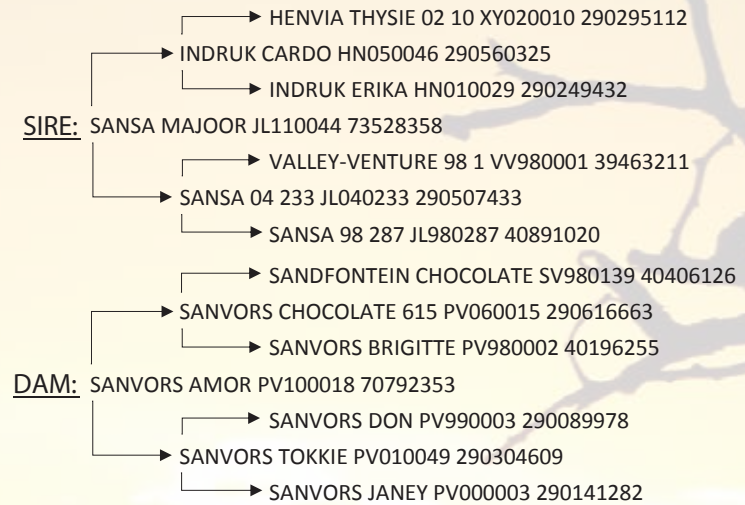 HENVIA THYSIE 02 10 XY020010 290295112
INDRUK CARDO HN050046 290560325
INDRUK ERIKA HN010029 290249432
SIRE: SANSA MAJOOR JL110044 73528358
VALLEY-VENTURE 98 1 VV980001 39463211
SANSA 04 233 JL040233 290507433
SANSA 98 287 JL980287 40891020
SANDFONTEIN CHOCOLATE SV980139 40406126
SANVORS CHOCOLATE 615 PV060015 290616663
SANVORS BRIGITTE PV980002 40196255
DAM: SANVORS AMOR PV100018 70792353
SANVORS DON PV990003 290089978
SANVORS TOKKIE PV010049 290304609
SANVORS JANEY PV000003 290141282